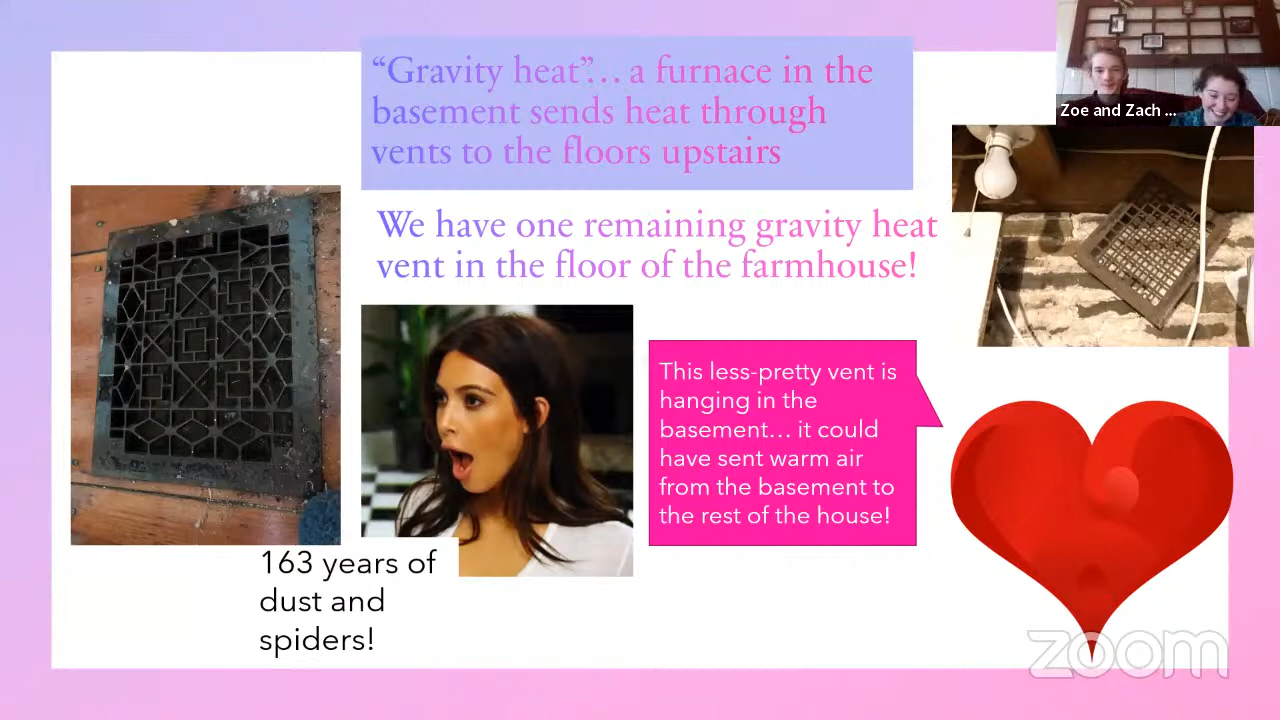 “Gravity heat”… a furnace in the
basement sends heat through
vents to the floors upstairs
Zoe and Zach ...
We have one remaining gravity heat
vent in the floor of the farmhouse!
This less-pretty vent is
hanging in the
basement… it could
have sent warm air
from the basement to
the rest of the house!
163 years of
dust and
spiders!
zoom